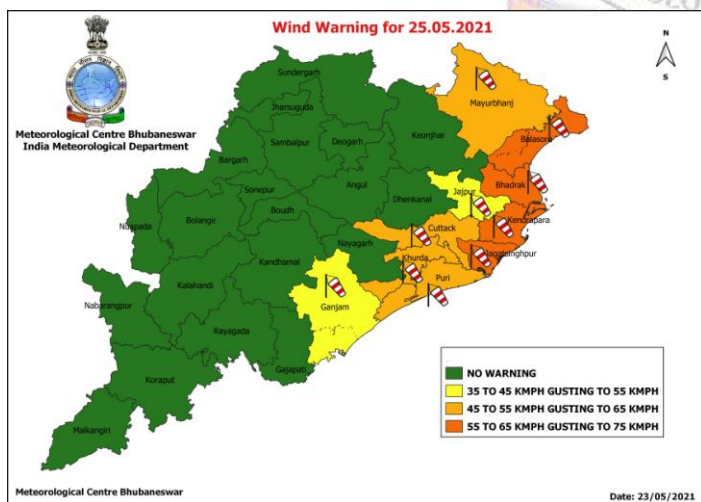 Wind Warning for 25.05.2021
N
S
Meteorological Centre Bhubaneswar
India Meteorological Department
Sundergarh
Mayurbhanj
Jharsuguda
Keonjhar
Balasore
Sambalpur
Deogarh
Bargarh
Bhadrak
Angul
Jajpur
Sonepur
Dhenkanal
Kendrapara
Nuapada
Bolangir
Boudh
Cuttack
Nayagarh
Jagatsinghpur
Khurda
Kandhamal
Puri
Kalahandi
Nabarangpur
Ganjam
Rayagada
Gajapati
Koraput
Malkangiri
NO WARNING
35 TO 45 KMPH GUSTING TO 55 KMPH
45 TO 55 KMPH GUSTING TO 65 KMPH
55 TO 65 KMPH GUSTING TO 75 KMPH
Meteorological Centre Bhubaneswar
Date: 23/05/2021